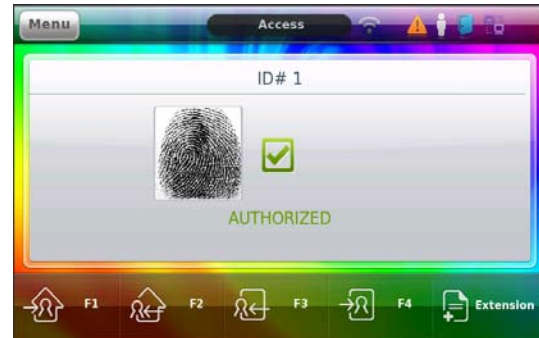 Menu
Access
ID# 1
AUTHORIZED
F1 F2 F3 F4 Extension